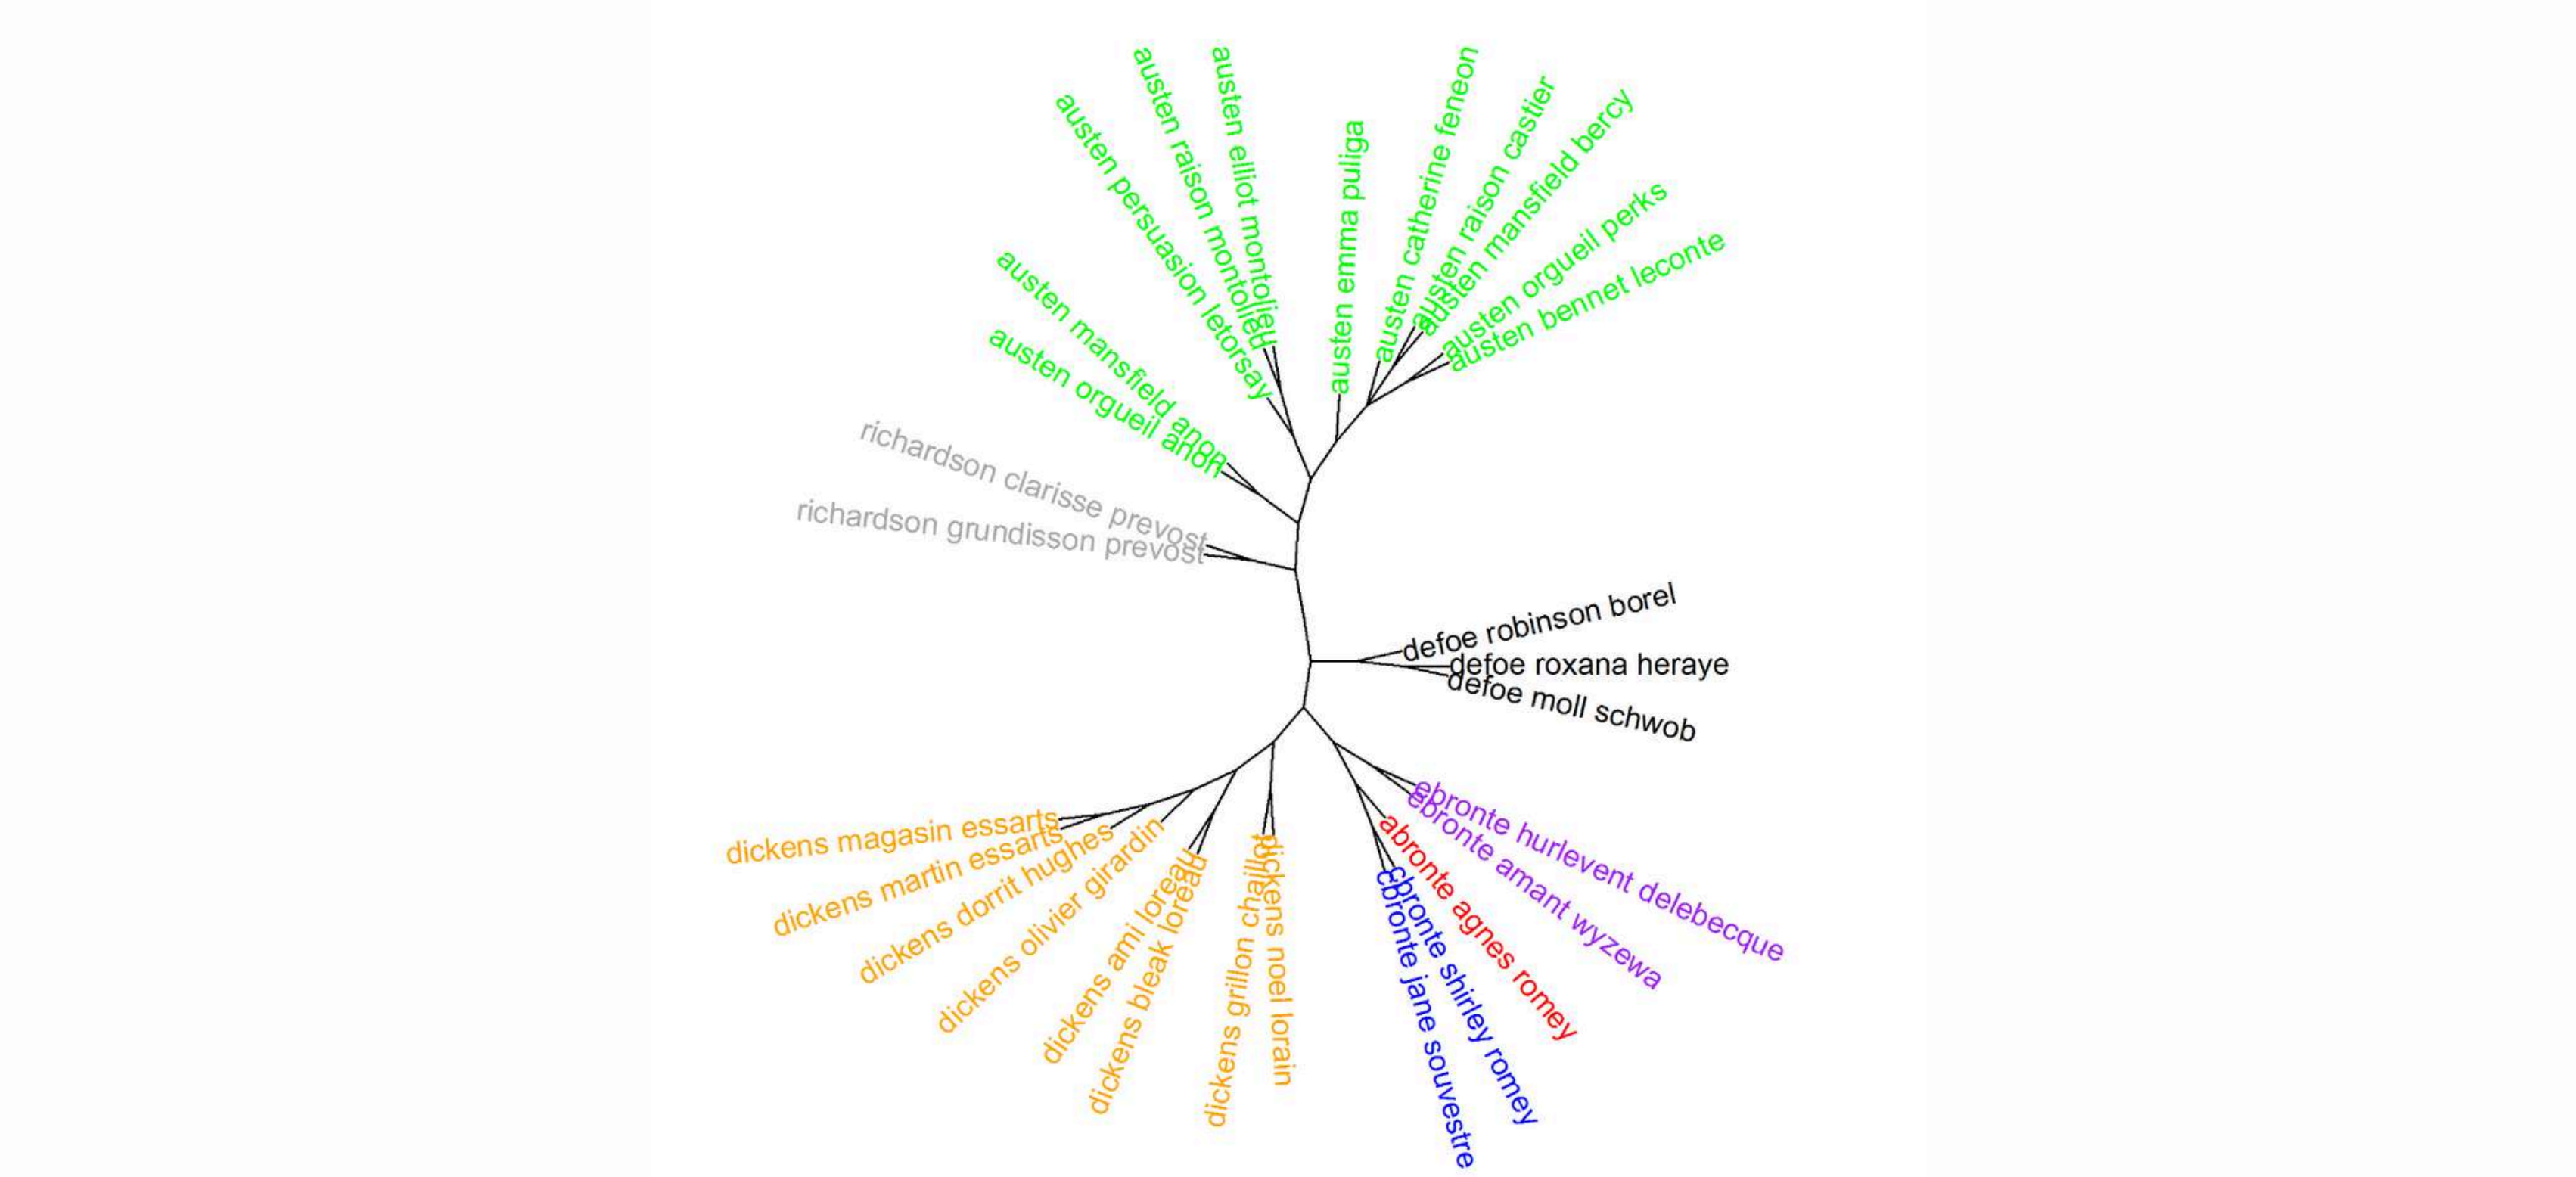 austen persuasion letorsay
austen raison montolieu
austen elliot montolieu
austen emma puliga
austen catherine feneon
austen raison castier
austen mansfield bercy
austen orgueil perks
austen bennet leconte
austen mansfield anon
austen orgueil anon
richardson clarisse prevost
richardson grundisson prevost
defoe robinson borel
defoe roxana heraye
defoe moll schwob
ebronte hurlevent delebecque
ebronte amant wyzewa
abronte agnes romey
cbronte shirley romey
cbronte jane souvestre
dickens noel lorain
dickens grillon chaillot
dickens bleak loreau
dickens ami loreau
dickens olivier girardin
dickens dorrit hughes
dickens martin essarts
dickens magasin essarts